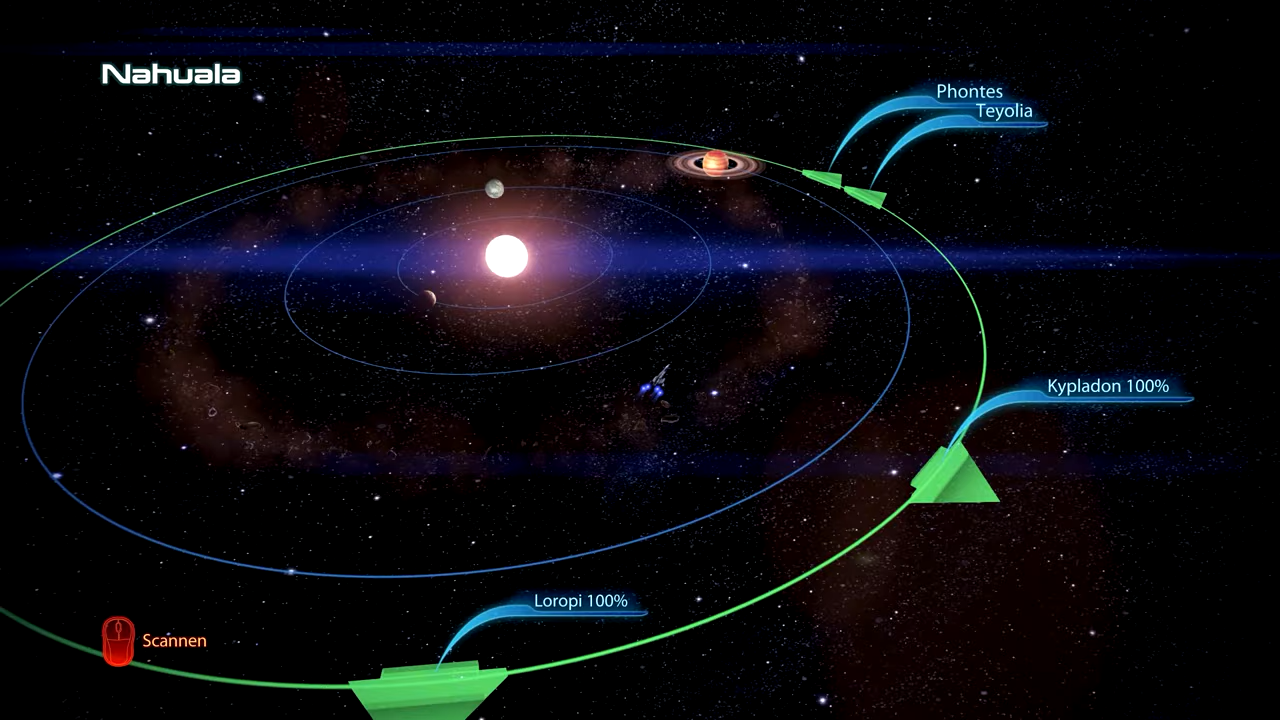 Nahuala
Phontes
Teyolia
Kypladon 100%
Loropi 100%
Scannen